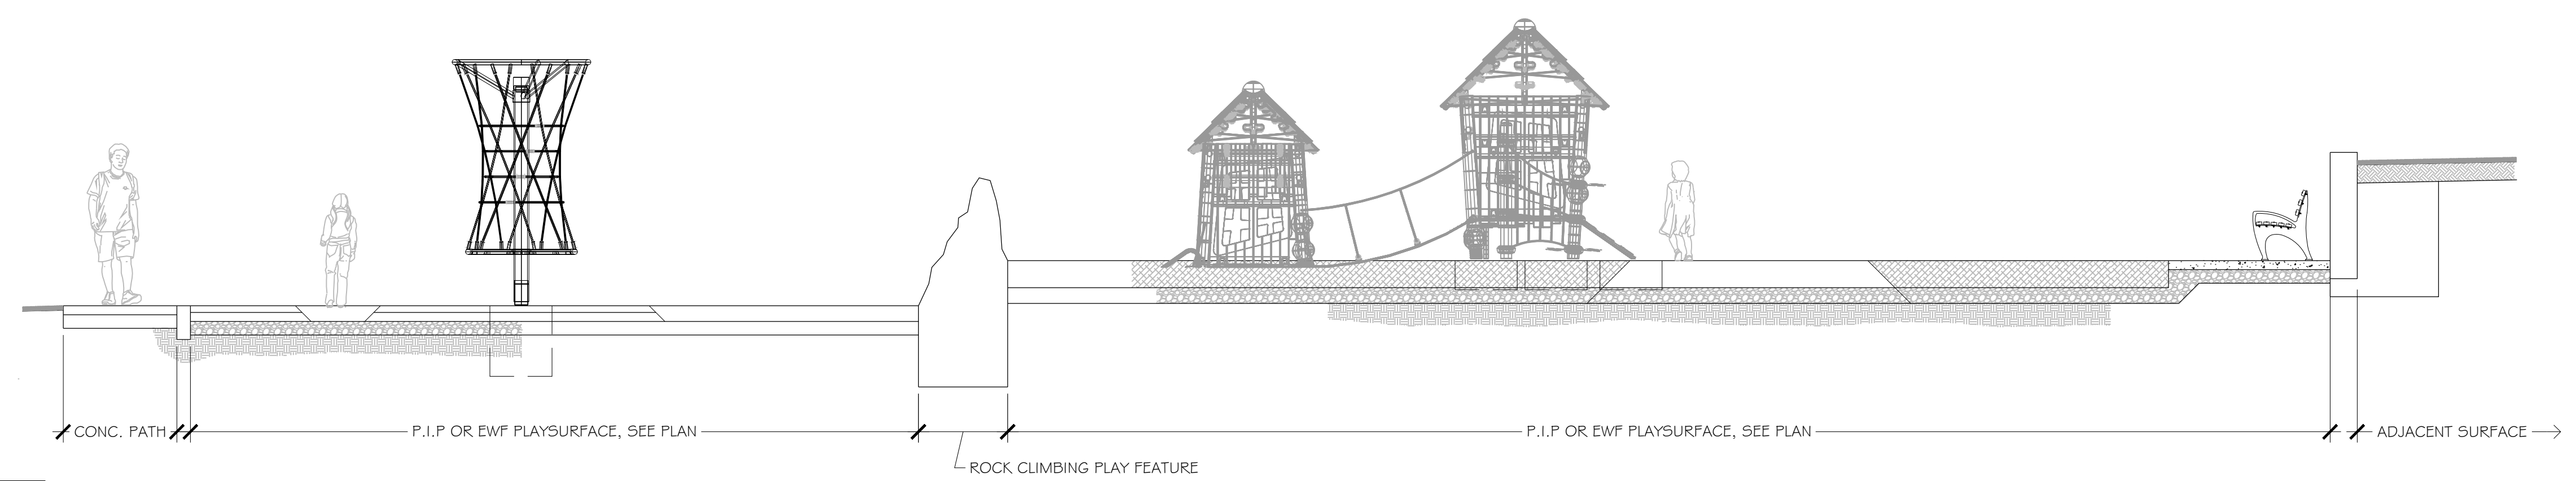 CONC. PATH
P.I.P OR EWF PLAYSURFACE, SEE PLAN
P.I.P OR EWF PLAYSURFACE, SEE PLAN
ADJACENT SURFACE
ROCK CLIMBING PLAY FEATURE